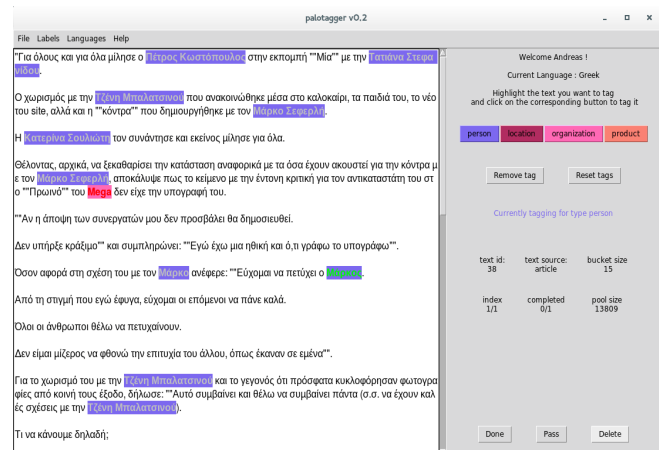 palotagger v0.2
File Labels Languages Help
"Για όλους και για όλα μίλησε ο Πέτρος Κωστόπουλος στην εκπομπή ""Μία"" με την Τατιάνα Στεφα
νίδου.
Ο χωρισμός με την Τζένη Μπαλατσινού που ανακοινώθηκε μέσα στο καλοκαίρι, τα παιδιά του, το νέο
του site, αλλά και η ""κόντρα"" που δημιουργήθηκε με τον Μάρκο Σεφερλή.
Η Κατερίνα Σουλιώτη τον συνάντησε και εκείνος μίλησε για όλα.
Θέλοντας, αρχικά, να ξεκαθαρίσει την κατάσταση αναφορικά με τα όσα έχουν ακουστεί για την κόντρα μ
ε τον Μάρκο Σεφερλή, αποκάλυψε πως το κείμενο με την έντονη κριτική για τον αντικαταστάτη του στ
ο ""Πρωινό"" του Mega δεν είχε την υπογραφή του.
""Αν η άποψη των συνεργατών μου δεν προσβάλει θα δημοσιευθεί.
Δεν υπήρξε κράξιμο"" και συμπληρώνει: ""Εγώ έχω μια ηθική και ό,τι γράφω το υπογράφω"".
Όσον αφορά στη σχέση του με τον Μάρκο ανέφερε: ""Εύχομαι να πετύχει ο Μάρκος.
Από τη στιγμή που εγώ έφυγα, εύχομαι οι επόμενοι να πάνε καλά.
Όλοι οι άνθρωποι θέλω να πετυχαίνουν.
Δεν είμαι μίζερος να φθονώ την επιτυχία του άλλου, όπως έκαναν σε εμένα"".
Για το χωρισμό του με την Τζένη Μπαλατσινού και το γεγονός ότι πρόσφατα κυκλοφόρησαν φωτογρα
φίες από κοινή τους έξοδο, δήλωσε: ""Αυτό συμβαίνει και θέλω να συμβαίνει πάντα (σ.σ. να έχουν καλ
ές σχέσεις με την Τζένη Μπαλατσινού).
Τι να κάνουμε δηλαδή;
Welcome Andreas !
Current Language : Greek
Highlight the text you want to tag
and click on the corresponding button to tag it
person location organization product
Remove tag Reset tags
Currently tagging for type person
text id: text source: bucket size
38 article 15
index completed pool size
1/1 0/1 13809
Done Pass Delete